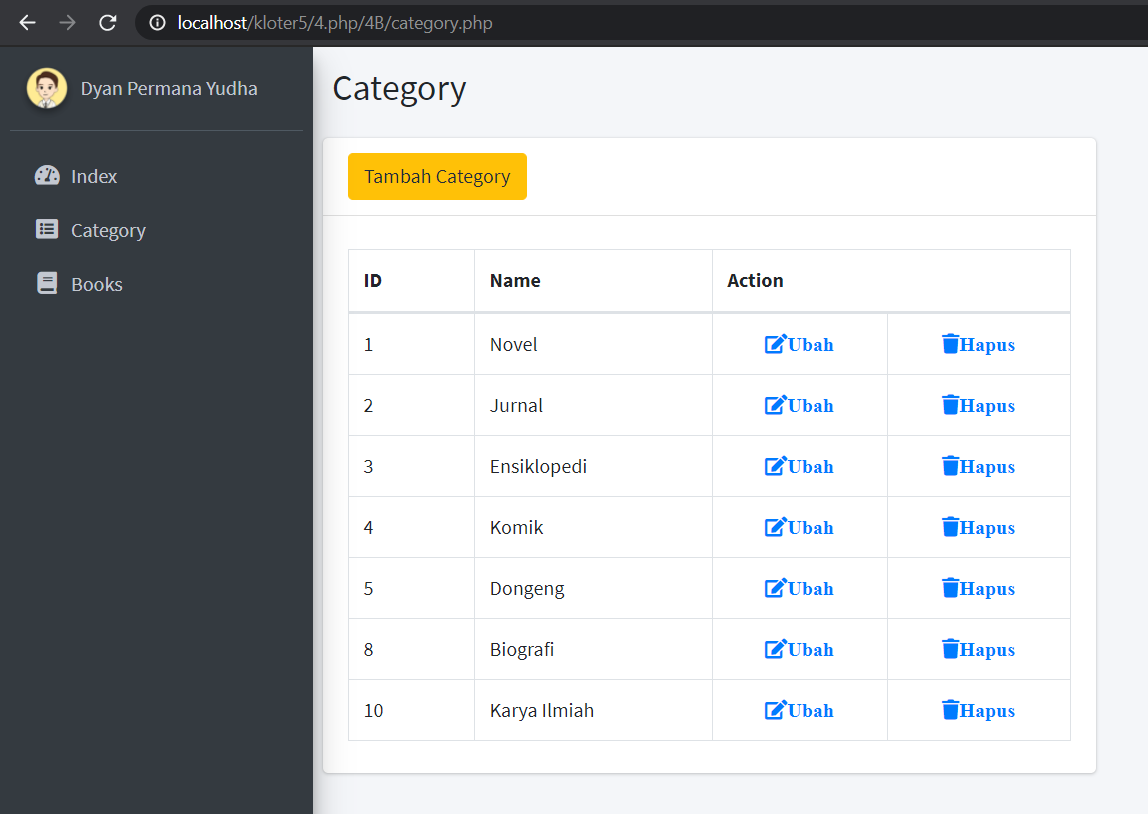 localhost/kloter5/4.php/4B/category.php
Dyan Permana Yudha
Index
Category
Books
Category
Tambah Category
ID Name Action
1 Novel Ubah Hapus
2 Jurnal Ubah Hapus
3 Ensiklopedi Ubah Hapus
4 Komik Ubah Hapus
5 Dongeng Ubah Hapus
8 Biografi Ubah Hapus
10 Karya Ilmiah Ubah Hapus